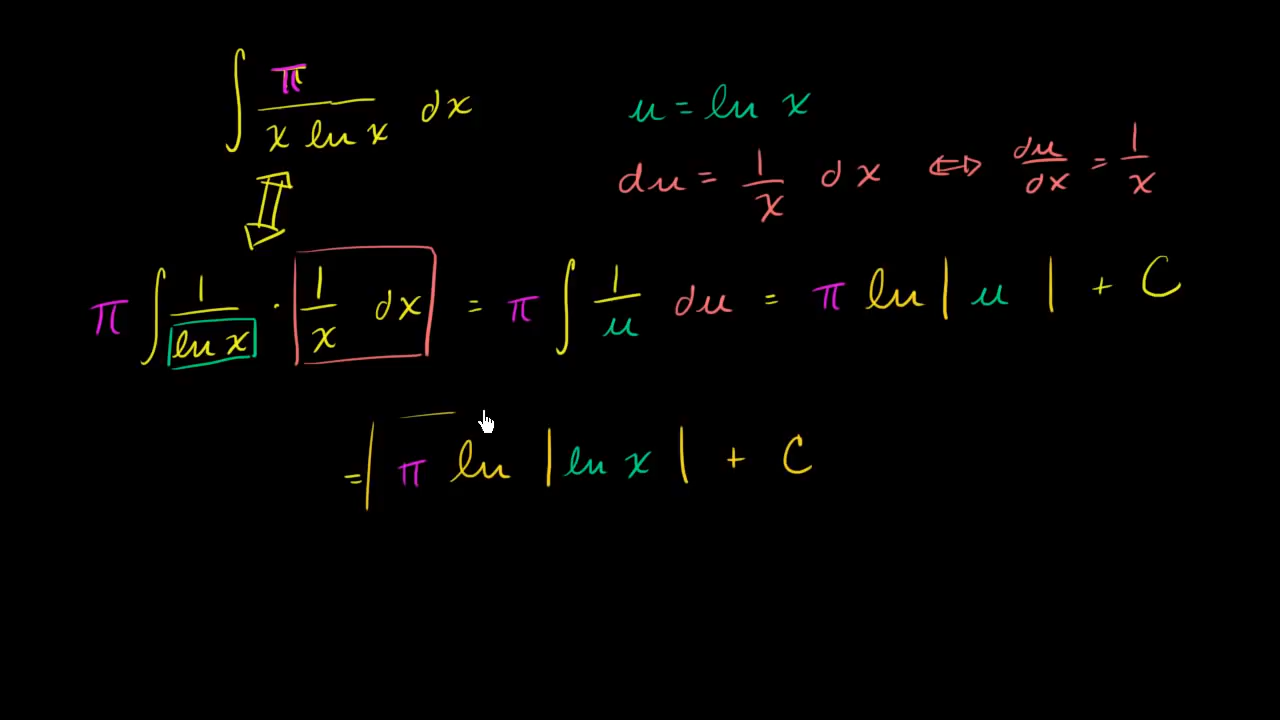 ∫ π / (x ln x) dx
u = ln x
du = 1/x dx ⟺ du/dx = 1/x
π ∫ 1/(ln x) · 1/x dx = π ∫ 1/u du = π ln | u | + C
= π ln | ln x | + C